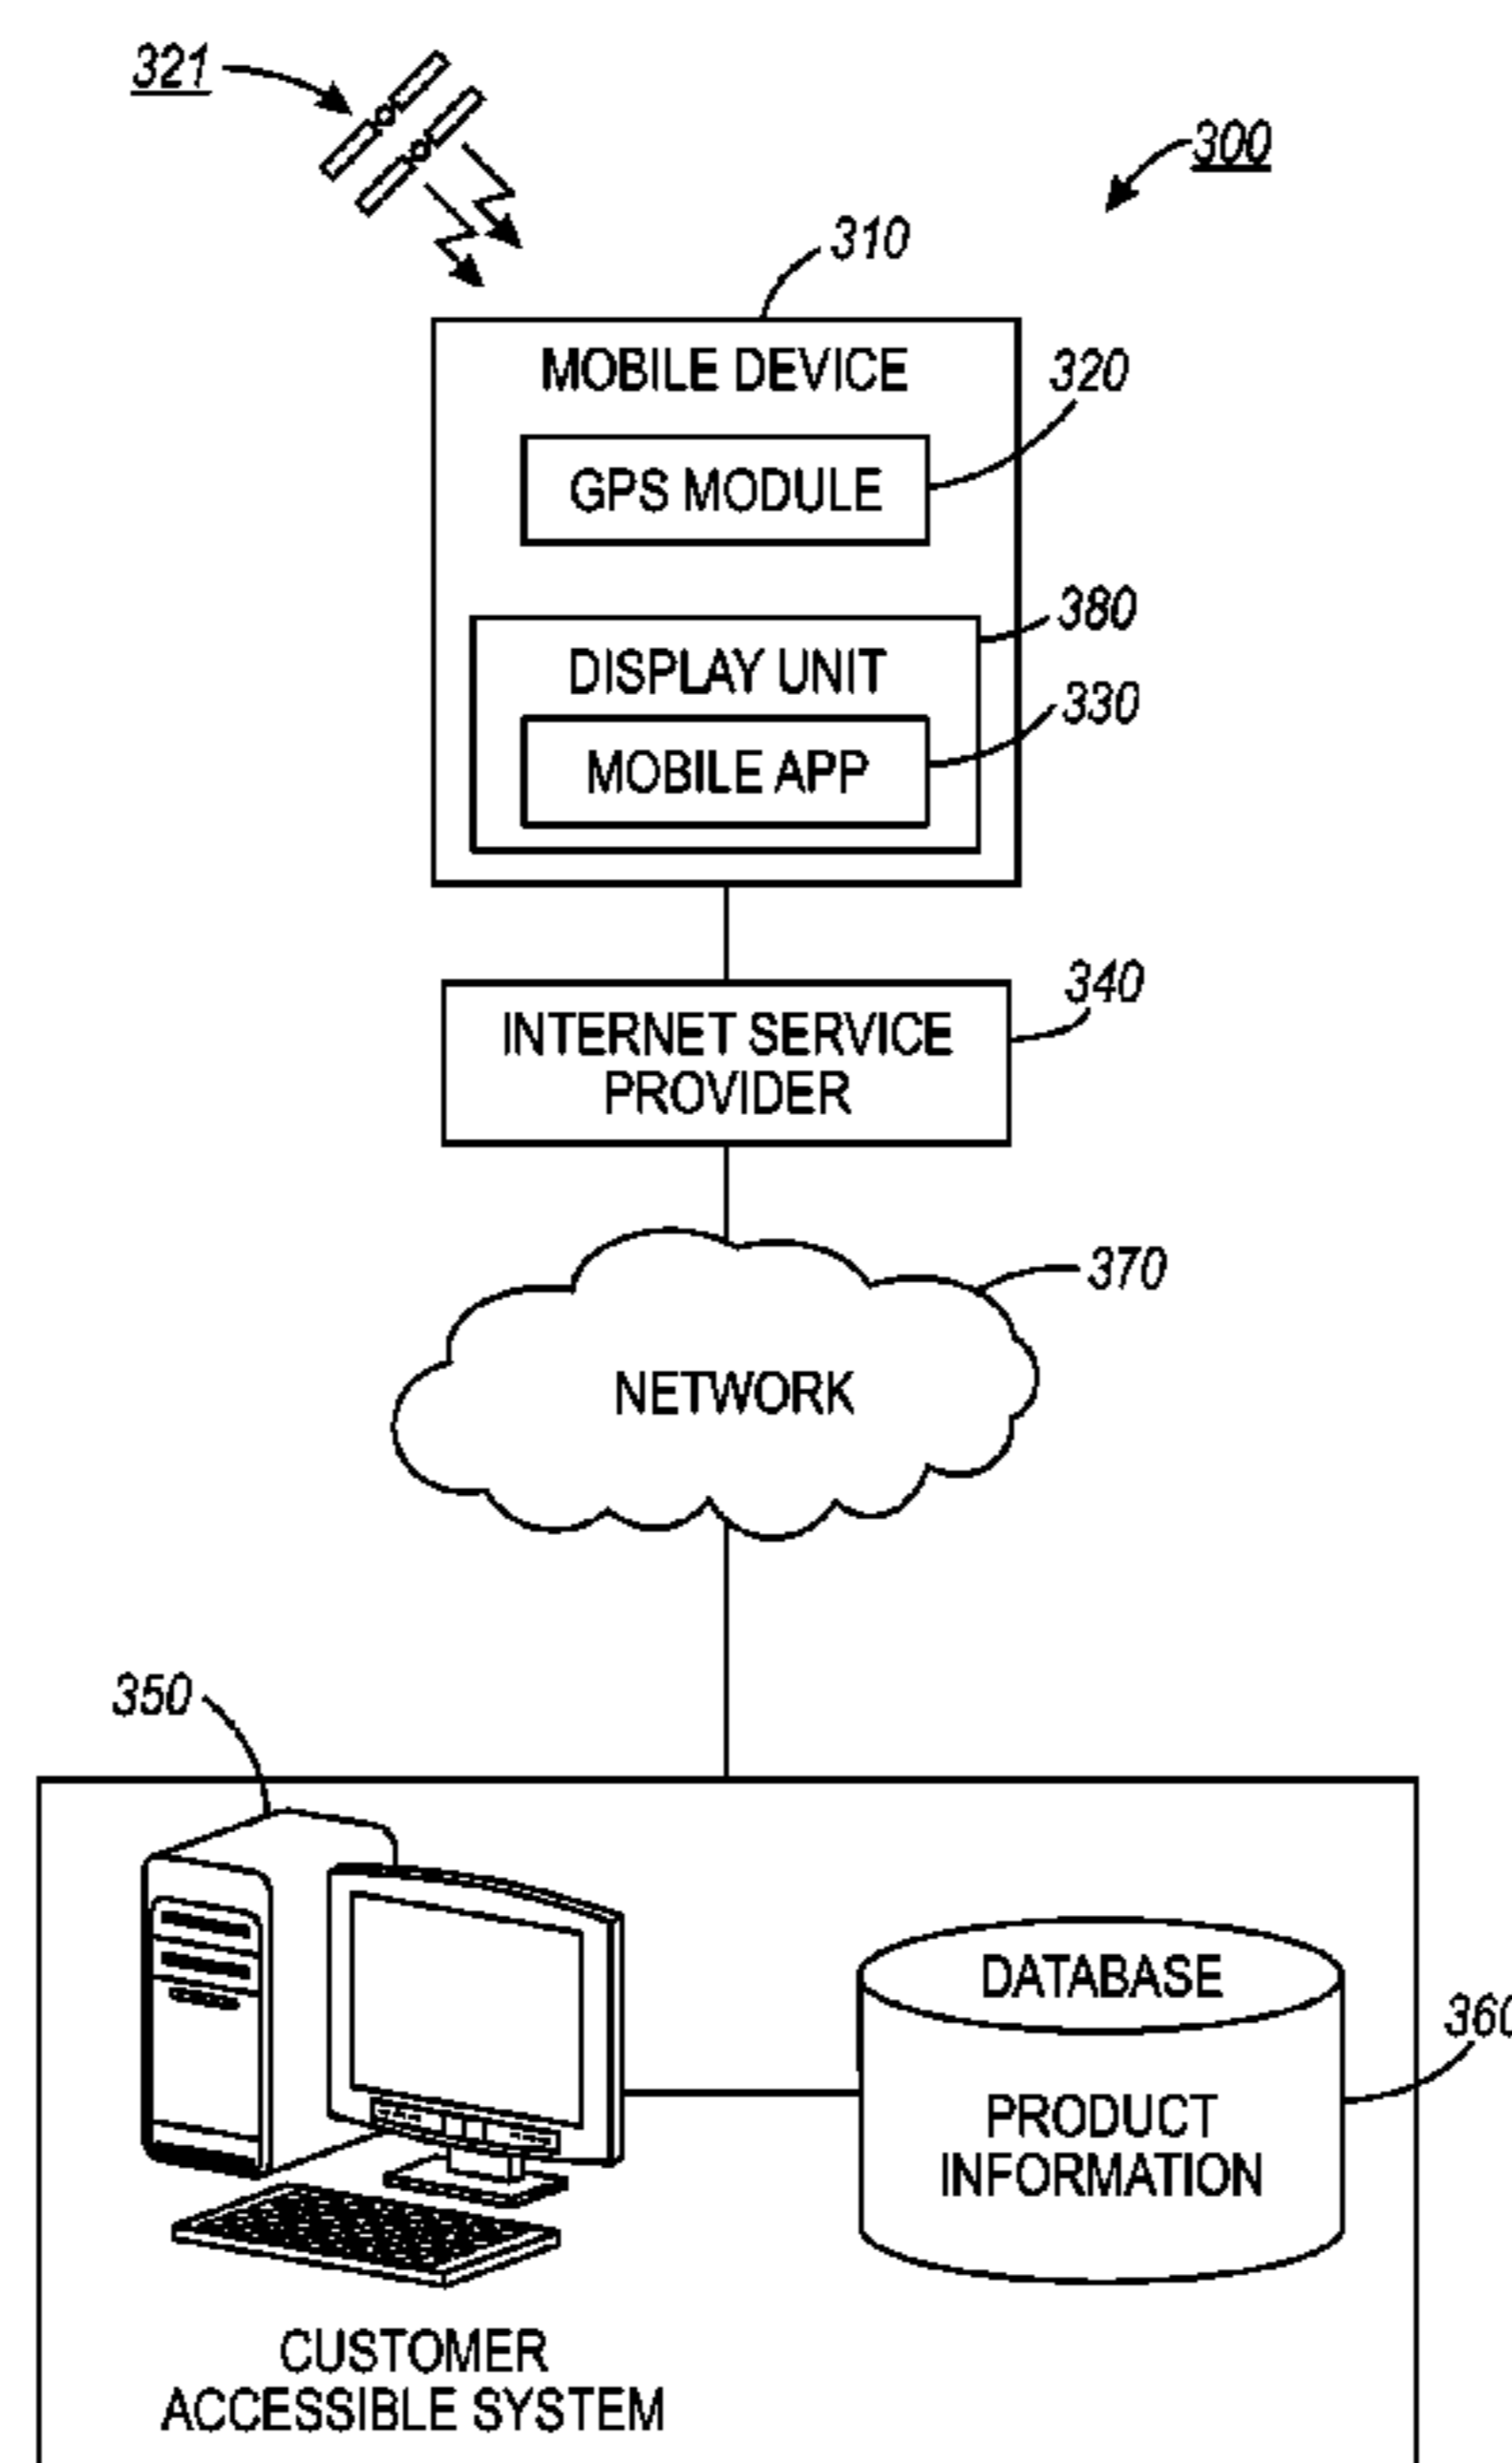 321
300
310
MOBILE DEVICE
320
GPS MODULE
380
DISPLAY UNIT
330
MOBILE APP
340
INTERNET SERVICE
PROVIDER
370
NETWORK
350
DATABASE
360
PRODUCT
INFORMATION
CUSTOMER
ACCESSIBLE SYSTEM